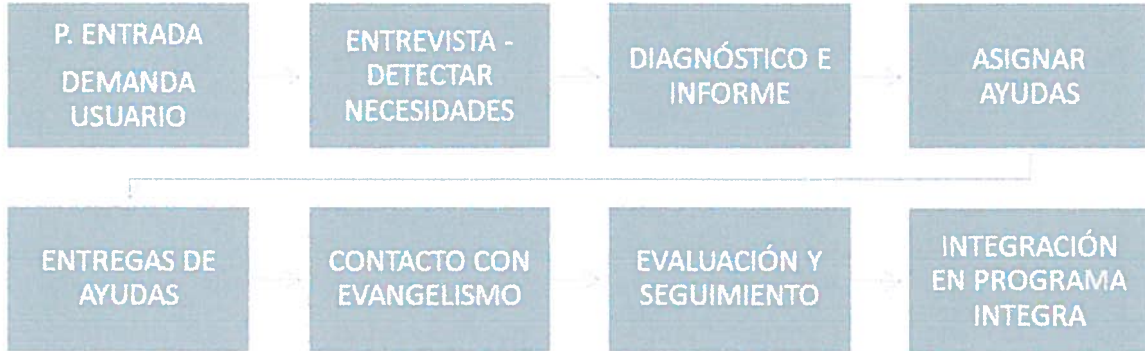 P. ENTRADA
DEMANDA
USUARIO
ENTREVISTA -
DETECTAR
NECESIDADES
DIAGNÓSTICO E
INFORME
ASIGNAR
AYUDAS
ENTREGAS DE
AYUDAS
CONTACTO CON
EVANGELISMO
EVALUACIÓN Y
SEGUIMIENTO
INTEGRACIÓN
EN PROGRAMA
INTEGRA